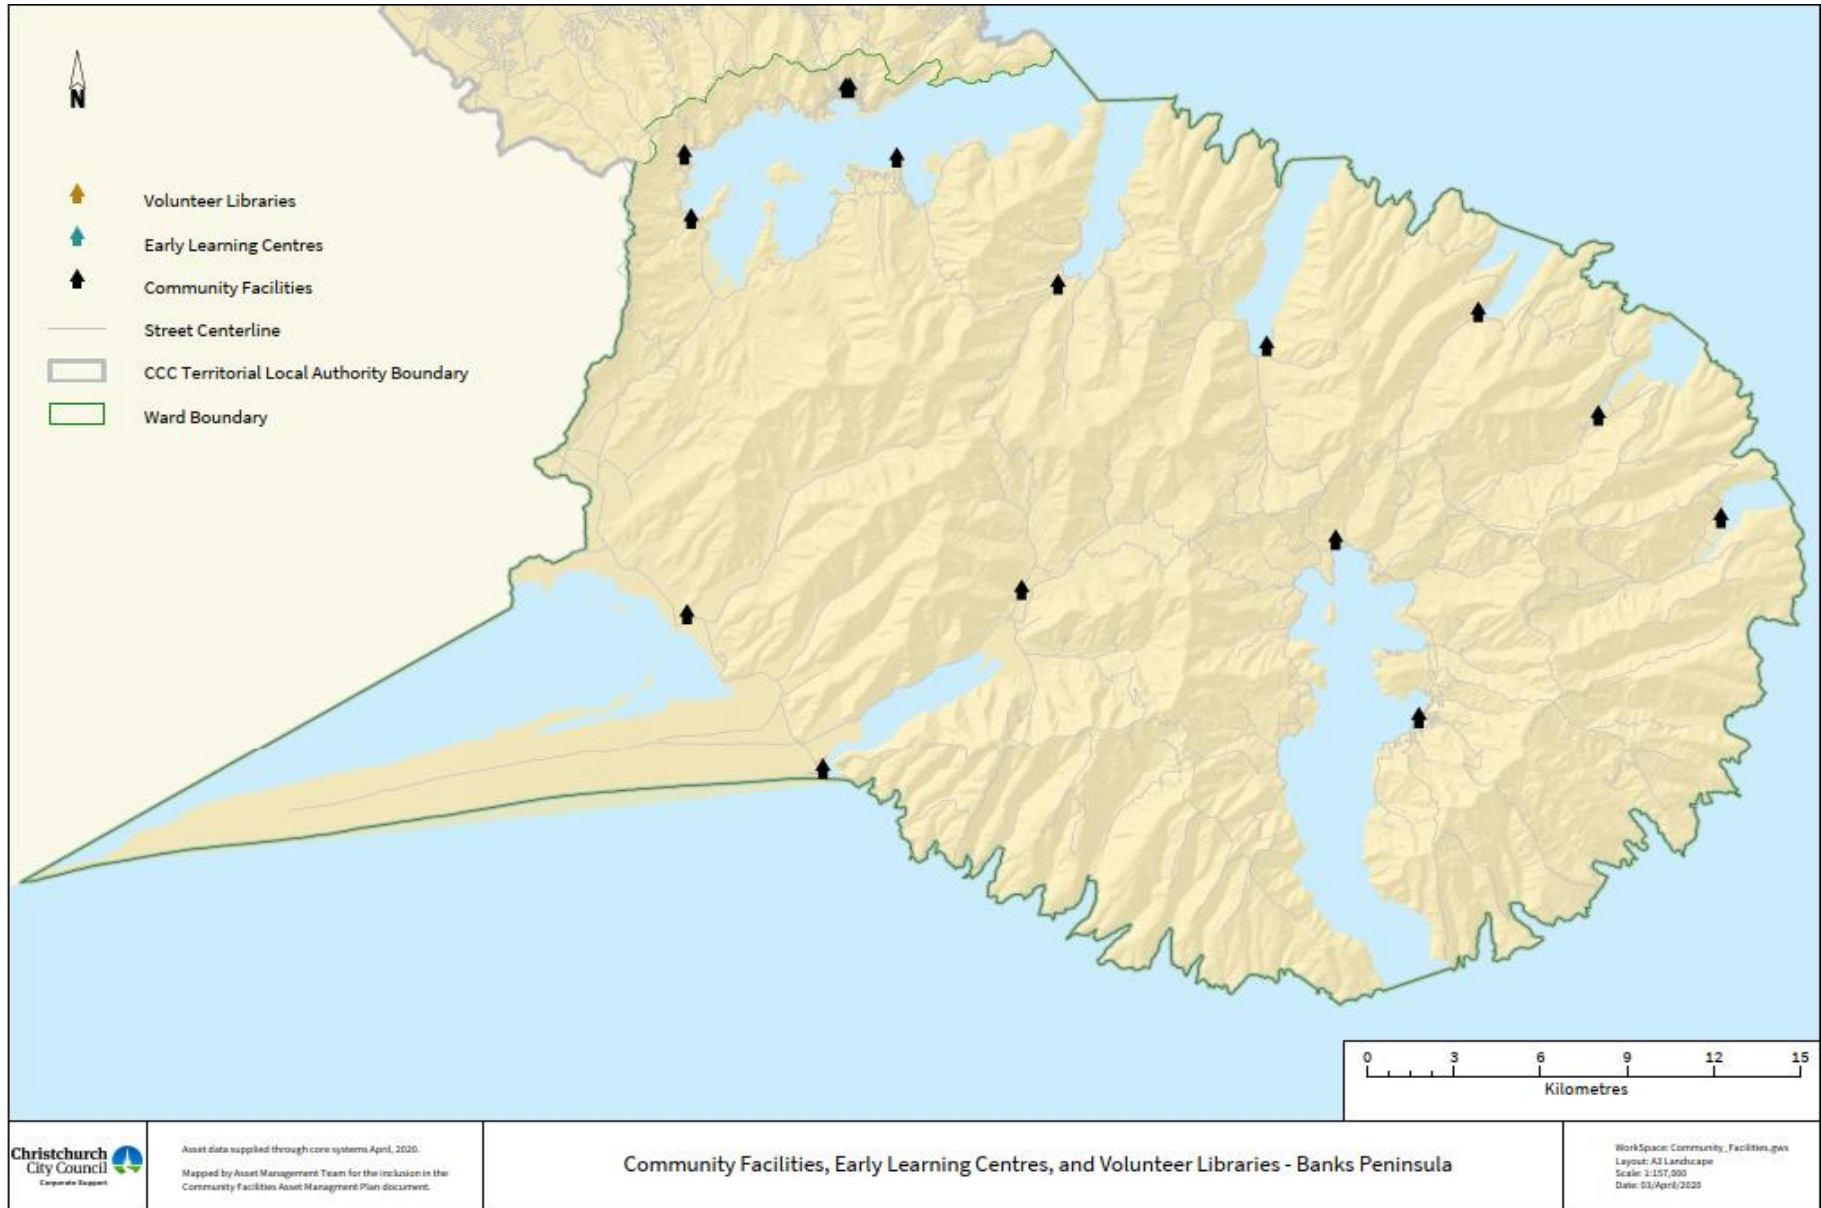 N
Volunteer Libraries
Early Learning Centres
Community Facilities
Street Centerline
CCC Territorial Local Authority Boundary
Ward Boundary
0 3 6 9 12 15
Kilometres
Christchurch
City Council
Corporate Support
Asset data supplied through core systems April, 2020.
Mapped by Asset Management Team for the inclusion in the
Community Facilities Asset Managment Plan document.
Community Facilities, Early Learning Centres, and Volunteer Libraries - Banks Peninsula
WorkSpace: Community_Facilities.gws
Layout: A3 Landscape
Scale: 1:157,000
Date: 03/April/2020